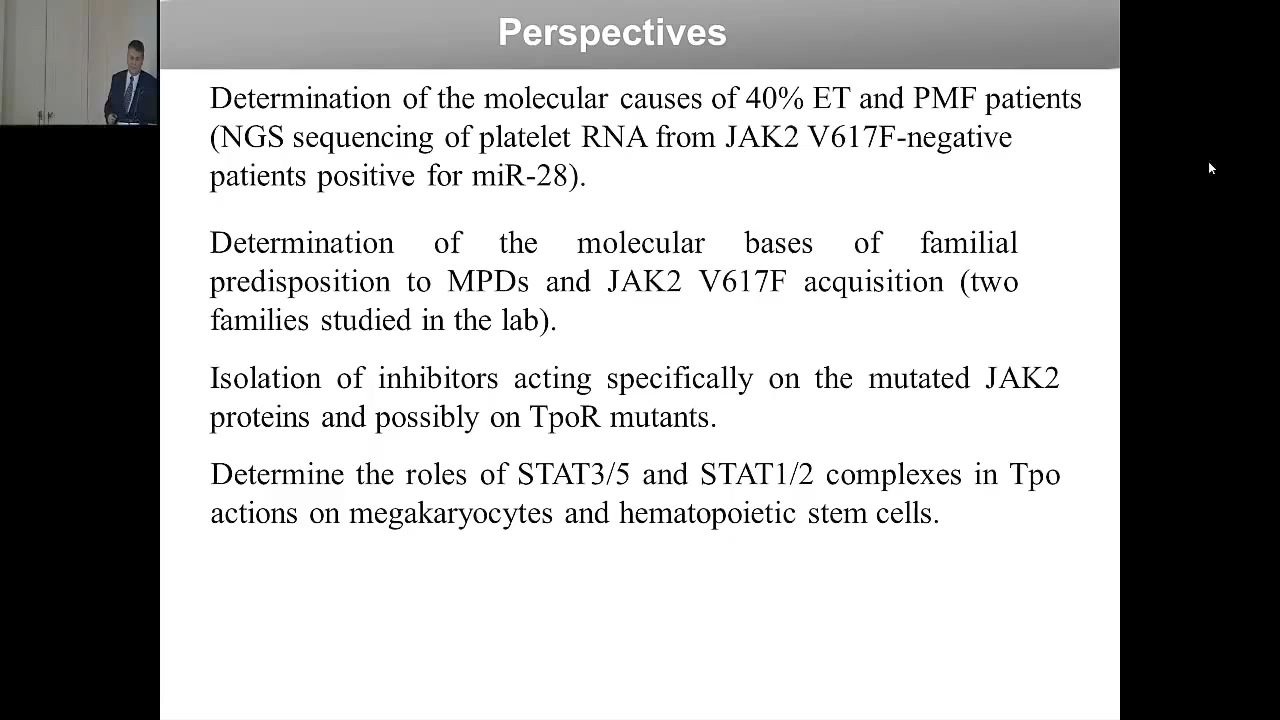 Perspectives
Determination of the molecular causes of 40% ET and PMF patients
(NGS sequencing of platelet RNA from JAK2 V617F-negative
patients positive for miR-28).
Determination of the molecular bases of familial
predisposition to MPDs and JAK2 V617F acquisition (two
families studied in the lab).
Isolation of inhibitors acting specifically on the mutated JAK2
proteins and possibly on TpoR mutants.
Determine the roles of STAT3/5 and STAT1/2 complexes in Tpo
actions on megakaryocytes and hematopoietic stem cells.